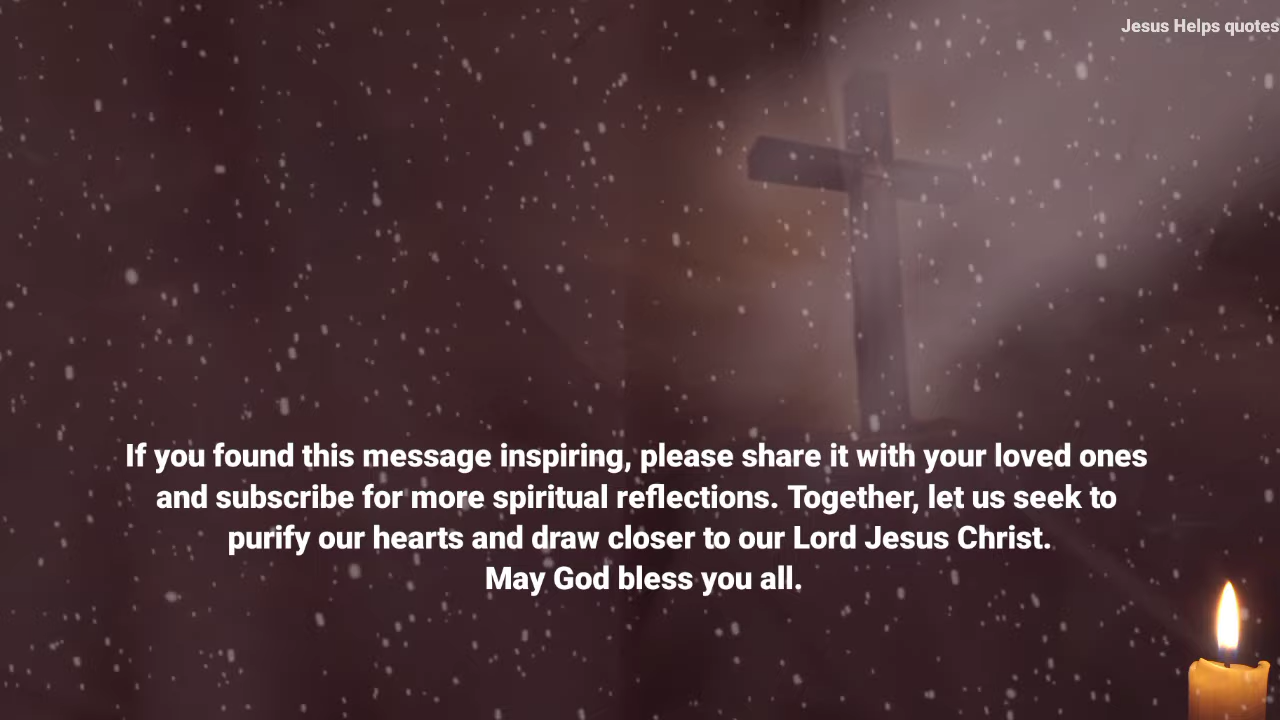 Jesus Helps quotes
If you found this message inspiring, please share it with your loved ones
and subscribe for more spiritual reflections. Together, let us seek to
purify our hearts and draw closer to our Lord Jesus Christ.
May God bless you all.